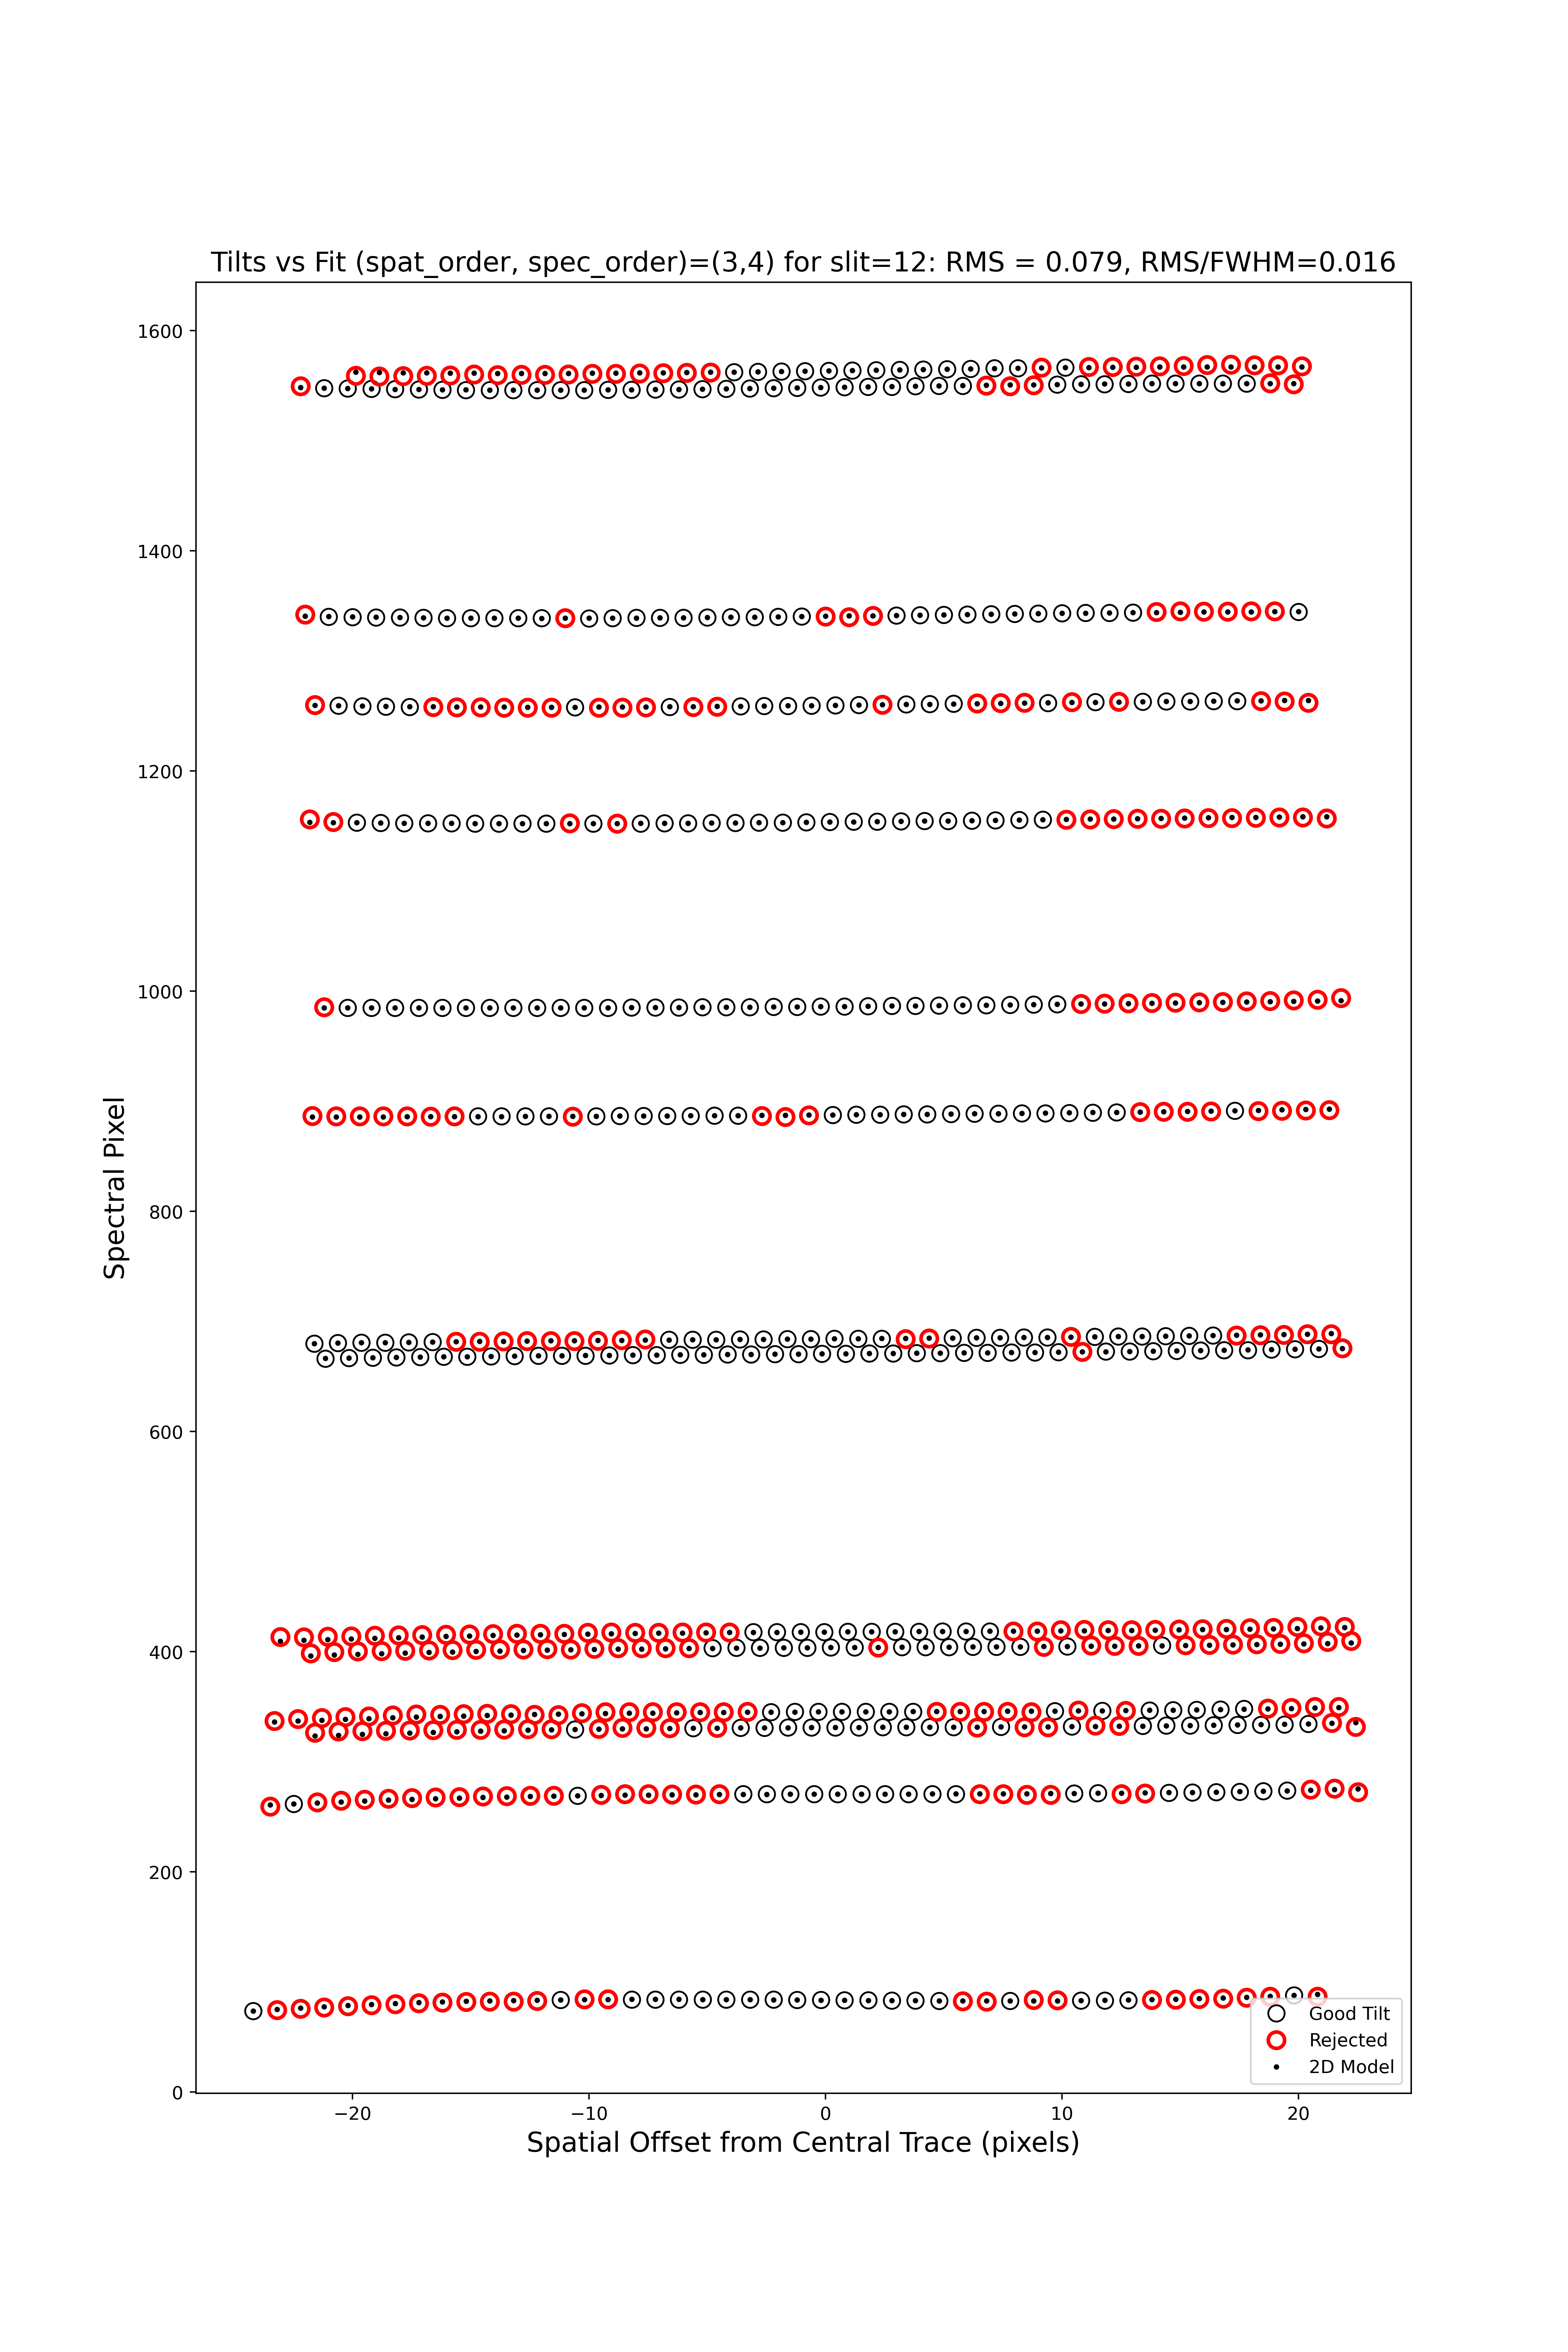 Tilts vs Fit (spat_order, spec_order)=(3,4) for slit=12: RMS = 0.079, RMS/FWHM=0.016
1600
1400
1200
1000
800
600
400
200
0
Spectral Pixel
Good Tilt
Rejected
2D Model
−20 −10 0 10 20
Spatial Offset from Central Trace (pixels)